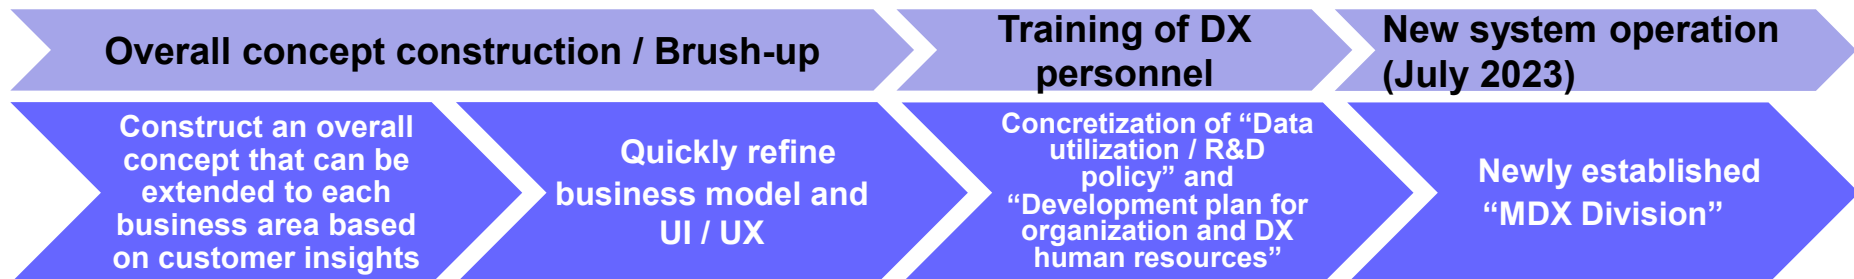 Overall concept construction / Brush-up
Training of DX
personnel
New system operation
(July 2023)
Construct an overall
concept that can be
extended to each
business area based
on customer insights
Quickly refine
business model and
UI / UX
Concretization of “Data
utilization / R&D
policy” and
“Development plan for
organization and DX
human resources”
Newly established
“MDX Division”